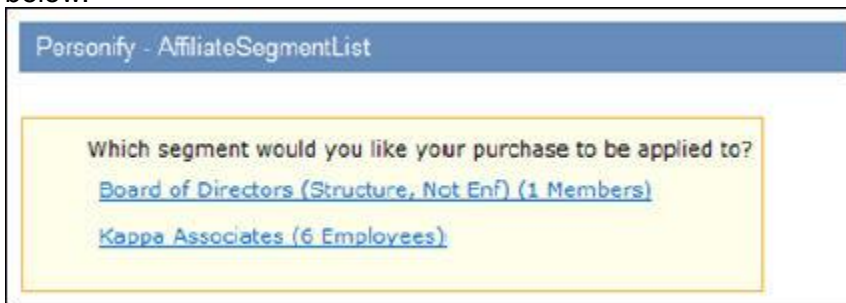 below.
Personify - AffiliateSegmentList
Which segment would you like your purchase to be applied to?
Board of Directors (Structure, Not Enf) (1 Members)
Kappa Associates (6 Employees)